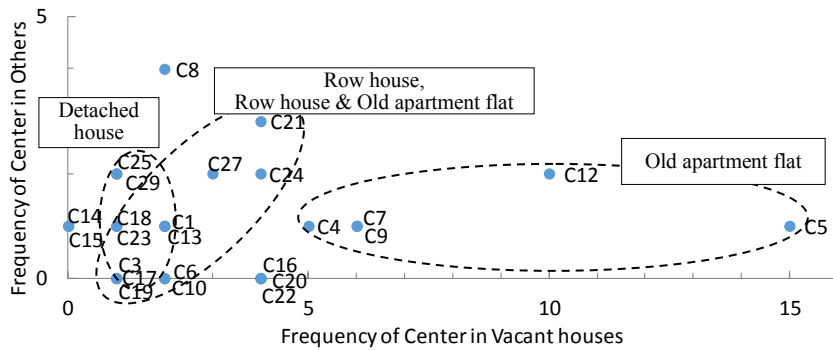 5
C8
Row house,
Row house & Old apartment flat
Detached
house
C21
Old apartment flat
C25
C29
C27
C24
C12
C14
C15
C18
C23
C1
C13
C4
C7
C9
C5
C3
C17
C19
C6
C10
C16
C20
C22
0
0
5
10
15
Frequency of Center in Others
Frequency of Center in Vacant houses